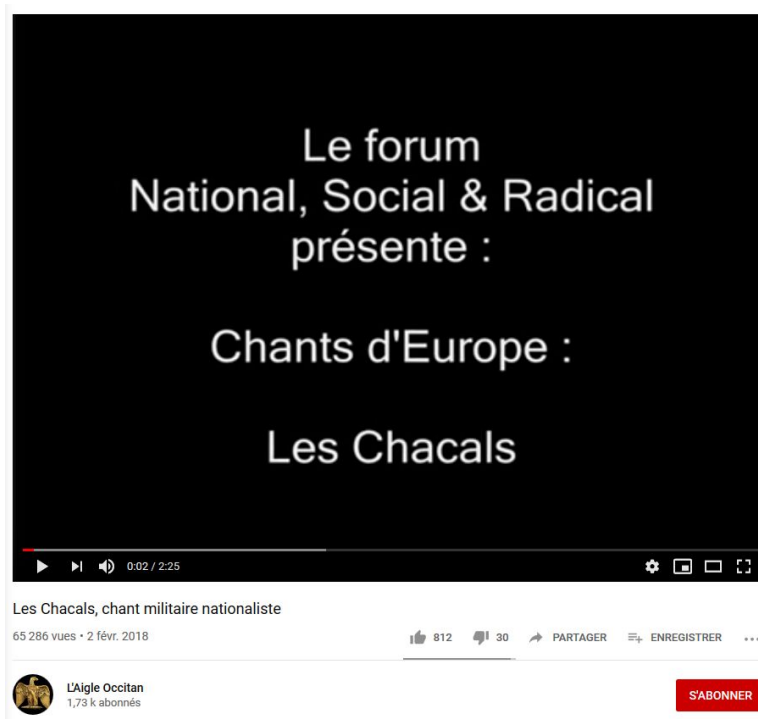 Le forum
National, Social & Radical
présente :
Chants d'Europe :
Les Chacals
0:02 / 2:25
Les Chacals, chant militaire nationaliste
65 286 vues • 2 févr. 2018
812
30
PARTAGER
ENREGISTRER
L'Aigle Occitan
1,73 k abonnés
S'ABONNER